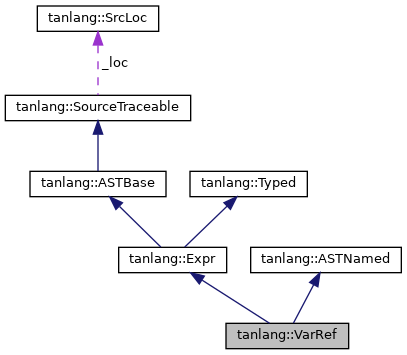 tanlang::SrcLoc
_loc
tanlang::SourceTraceable
tanlang::ASTBase
tanlang::Typed
tanlang::Expr
tanlang::ASTNamed
tanlang::VarRef